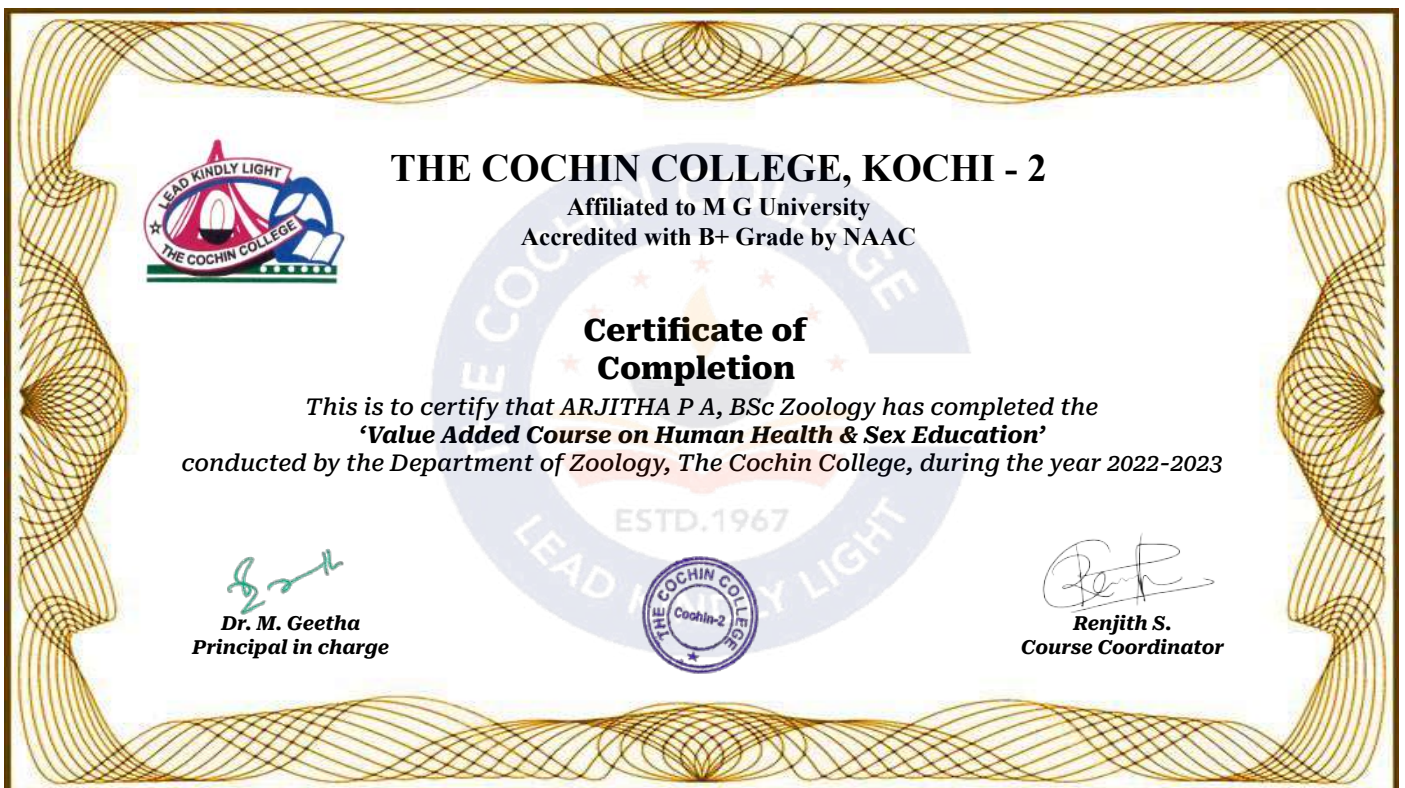 LEAD KINDLY LIGHT
THE COCHIN COLLEGE
THE COCHIN COLLEGE, KOCHI - 2
Affiliated to M G University
Accredited with B+ Grade by NAAC
THE COCHIN COLLEGE
Certificate of
Completion
This is to certify that ARJITHA P A, BSc Zoology has completed the
‘Value Added Course on Human Health & Sex Education’
conducted by the Department of Zoology, The Cochin College, during the year 2022-2023
ESTD.1967
LEAD KINDLY LIGHT
THE COCHIN COLLEGE
Cochin-2
Dr. M. Geetha
Principal in charge
Renjith S.
Course Coordinator